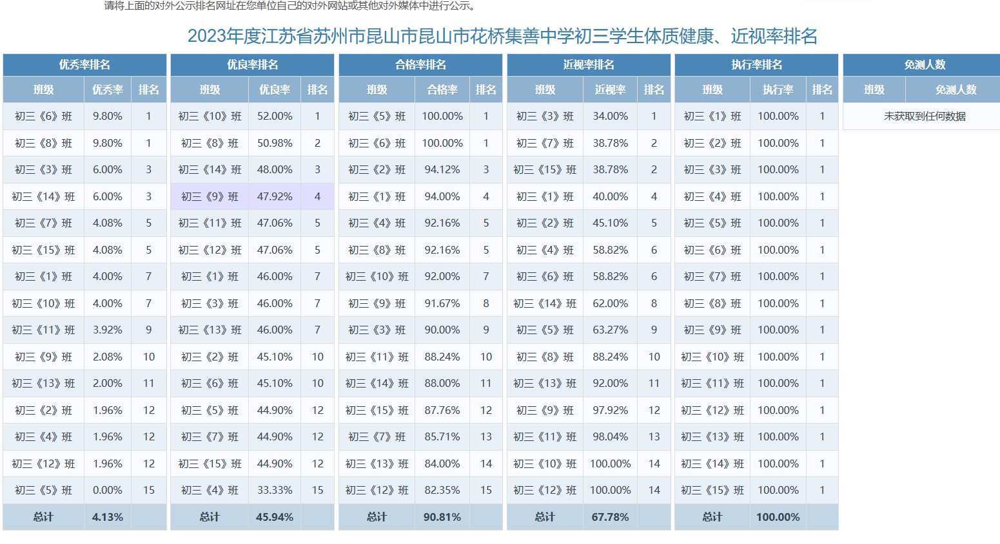 请将上面的对外公示排名网址在您单位自己的对外网站或其他对外媒体中进行公示。
2023年度江苏省苏州市昆山市昆山市花桥集善中学初三学生体质健康、近视率排名
优秀率排名 优良率排名 合格率排名 近视率排名 执行率排名 免测人数
班级 优秀率 排名 班级 优良率 排名 班级 合格率 排名 班级 近视率 排名 班级 执行率 排名 班级 免测人数
初三《6》班 9.80% 1 初三《10》班 52.00% 1 初三《5》班 100.00% 1 初三《3》班 34.00% 1 初三《1》班 100.00% 1 未获取到任何数据
初三《8》班 9.80% 1 初三《8》班 50.98% 2 初三《6》班 100.00% 1 初三《7》班 38.78% 2 初三《2》班 100.00% 1
初三《3》班 6.00% 3 初三《14》班 48.00% 3 初三《2》班 94.12% 3 初三《15》班 38.78% 2 初三《3》班 100.00% 1
初三《14》班 6.00% 3 初三《9》班 47.92% 4 初三《1》班 94.00% 4 初三《1》班 40.00% 4 初三《4》班 100.00% 1
初三《7》班 4.08% 5 初三《11》班 47.06% 5 初三《4》班 92.16% 5 初三《2》班 45.10% 5 初三《5》班 100.00% 1
初三《15》班 4.08% 5 初三《12》班 47.06% 5 初三《8》班 92.16% 5 初三《4》班 58.82% 6 初三《6》班 100.00% 1
初三《1》班 4.00% 7 初三《1》班 46.00% 7 初三《10》班 92.00% 7 初三《6》班 58.82% 6 初三《7》班 100.00% 1
初三《10》班 4.00% 7 初三《3》班 46.00% 7 初三《9》班 91.67% 8 初三《14》班 62.00% 8 初三《8》班 100.00% 1
初三《11》班 3.92% 9 初三《13》班 46.00% 7 初三《3》班 90.00% 9 初三《5》班 63.27% 9 初三《9》班 100.00% 1
初三《9》班 2.08% 10 初三《2》班 45.10% 10 初三《11》班 88.24% 10 初三《8》班 88.24% 10 初三《10》班 100.00% 1
初三《13》班 2.00% 11 初三《6》班 45.10% 10 初三《14》班 88.00% 11 初三《13》班 92.00% 11 初三《11》班 100.00% 1
初三《2》班 1.96% 12 初三《5》班 44.90% 12 初三《15》班 87.76% 12 初三《9》班 97.92% 12 初三《12》班 100.00% 1
初三《4》班 1.96% 12 初三《7》班 44.90% 12 初三《7》班 85.71% 13 初三《11》班 98.04% 13 初三《13》班 100.00% 1
初三《12》班 1.96% 12 初三《15》班 44.90% 12 初三《13》班 84.00% 14 初三《10》班 100.00% 14 初三《14》班 100.00% 1
初三《5》班 0.00% 15 初三《4》班 33.33% 15 初三《12》班 82.35% 15 初三《12》班 100.00% 14 初三《15》班 100.00% 1
总计 4.13% 总计 45.94% 总计 90.81% 总计 67.78% 总计 100.00%